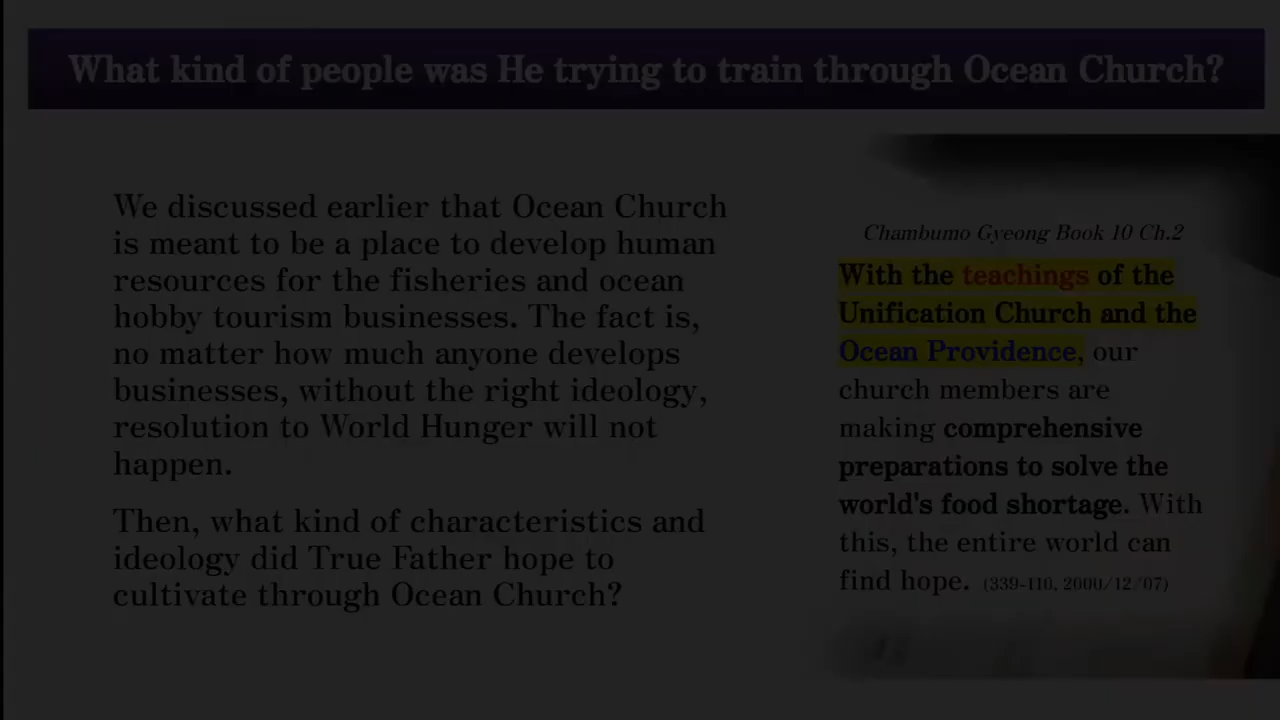 What kind of people was He trying to train through Ocean Church?
We discussed earlier that Ocean Church
is meant to be a place to develop human
resources for the fisheries and ocean
hobby tourism businesses. The fact is,
no matter how much anyone develops
businesses, without the right ideology,
resolution to World Hunger will not
happen.
Then, what kind of characteristics and
ideology did True Father hope to
cultivate through Ocean Church?
Chambumo Gyeong Book 10 Ch.2
With the teachings of the
Unification Church and the
Ocean Providence, our
church members are
making comprehensive
preparations to solve the
world's food shortage. With
this, the entire world can
find hope. (339-110, 2000/12/07)